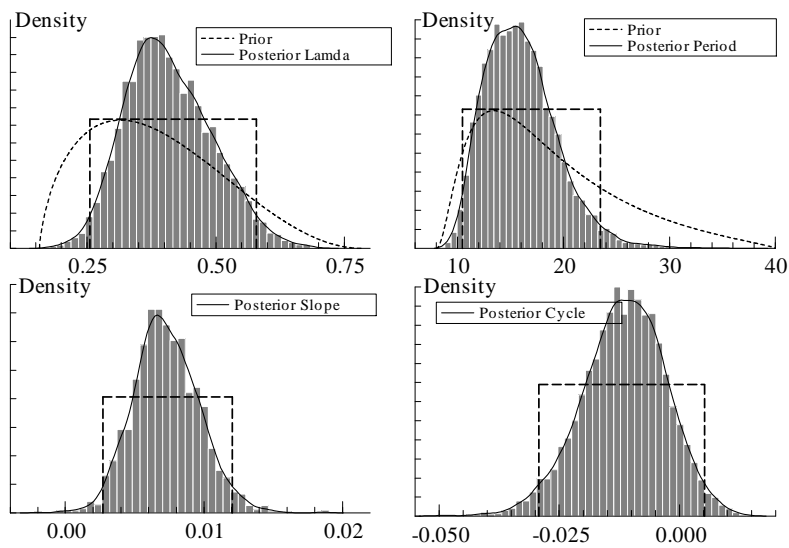 Density
Prior
Posterior Lamda
0.25 0.50 0.75
Density
Prior
Posterior Period
10 20 30 40
Density
Posterior Slope
0.00 0.01 0.02
Density
Posterior Cycle
-0.050 -0.025 0.000